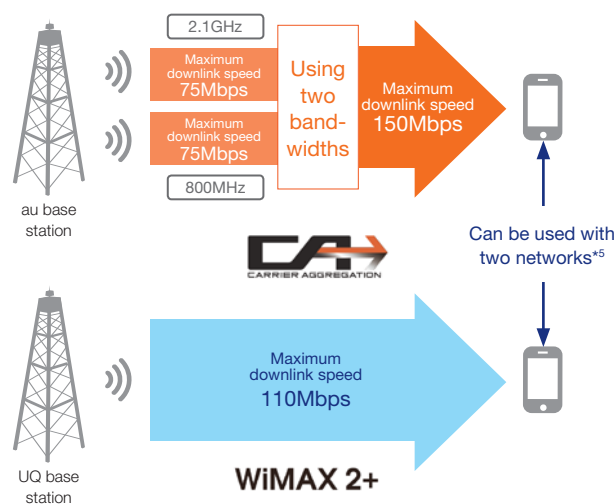 2.1GHz
Maximum
downlink speed
75Mbps
Maximum
downlink speed
75Mbps
800MHz
Using
two
band-
widths
Maximum
downlink speed
150Mbps
au base
station
CA
CARRIER AGGREGATION
Can be used with
two networks*5
Maximum
downlink speed
110Mbps
UQ base
station
WiMAX 2+